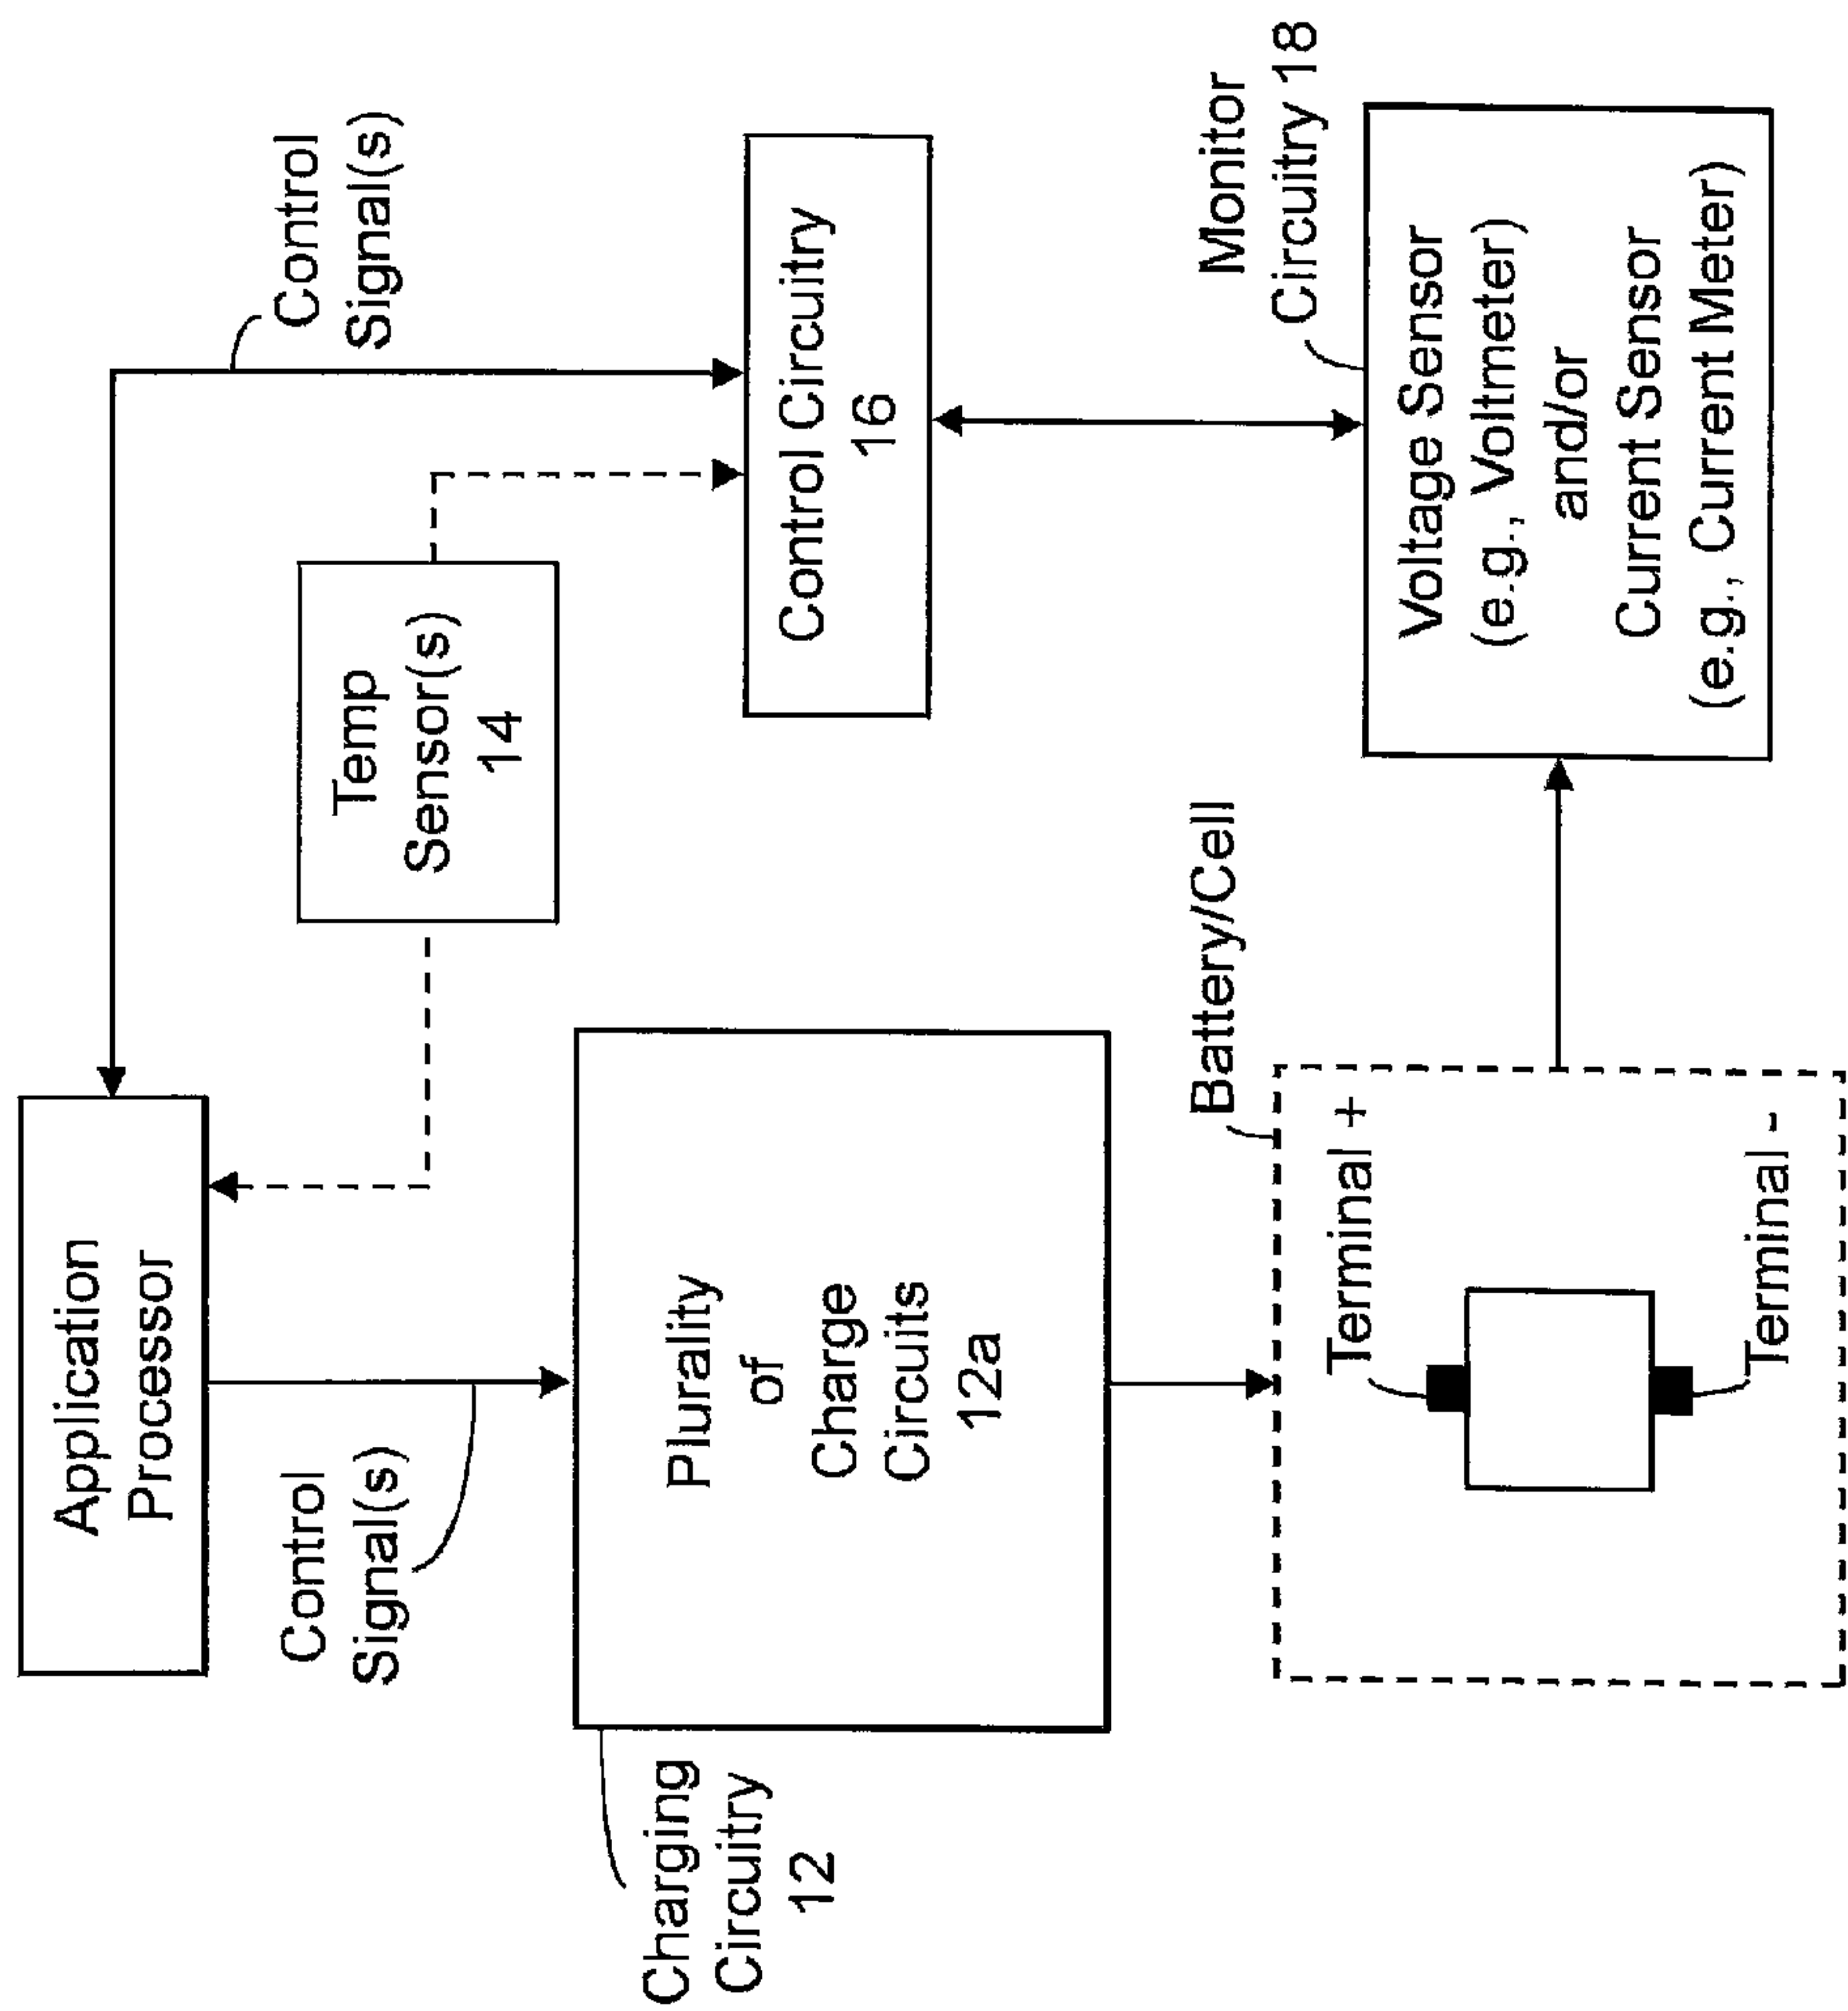 Application
Processor
Control
Signal(s)
Control
Signal(s)
Temp
Sensor(s)
14
Charging
Circuitry
12
Plurality
of
Charge
Circuits
12a
Control Circuitry
16
Battery/Cell
Terminal +
Terminal -
Monitor
Circuitry 18
Voltage Sensor
(e.g., Voltmeter)
and/or
Current Sensor
(e.g., Current Meter)